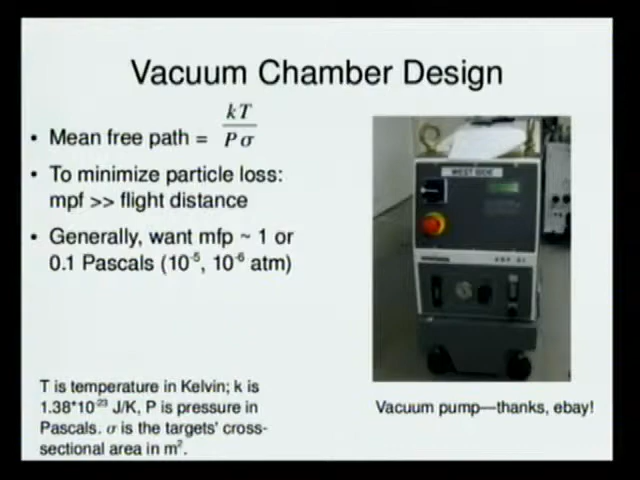 Vacuum Chamber Design
• Mean free path = kT / Pσ
• To minimize particle loss:
mpf >> flight distance
• Generally, want mfp ~ 1 or
0.1 Pascals (10⁻⁵, 10⁻⁶ atm)
WEST SIDE
T is temperature in Kelvin; k is
1.38*10⁻²³ J/K, P is pressure in
Pascals. σ is the targets' cross-
sectional area in m².
Vacuum pump—thanks, ebay!